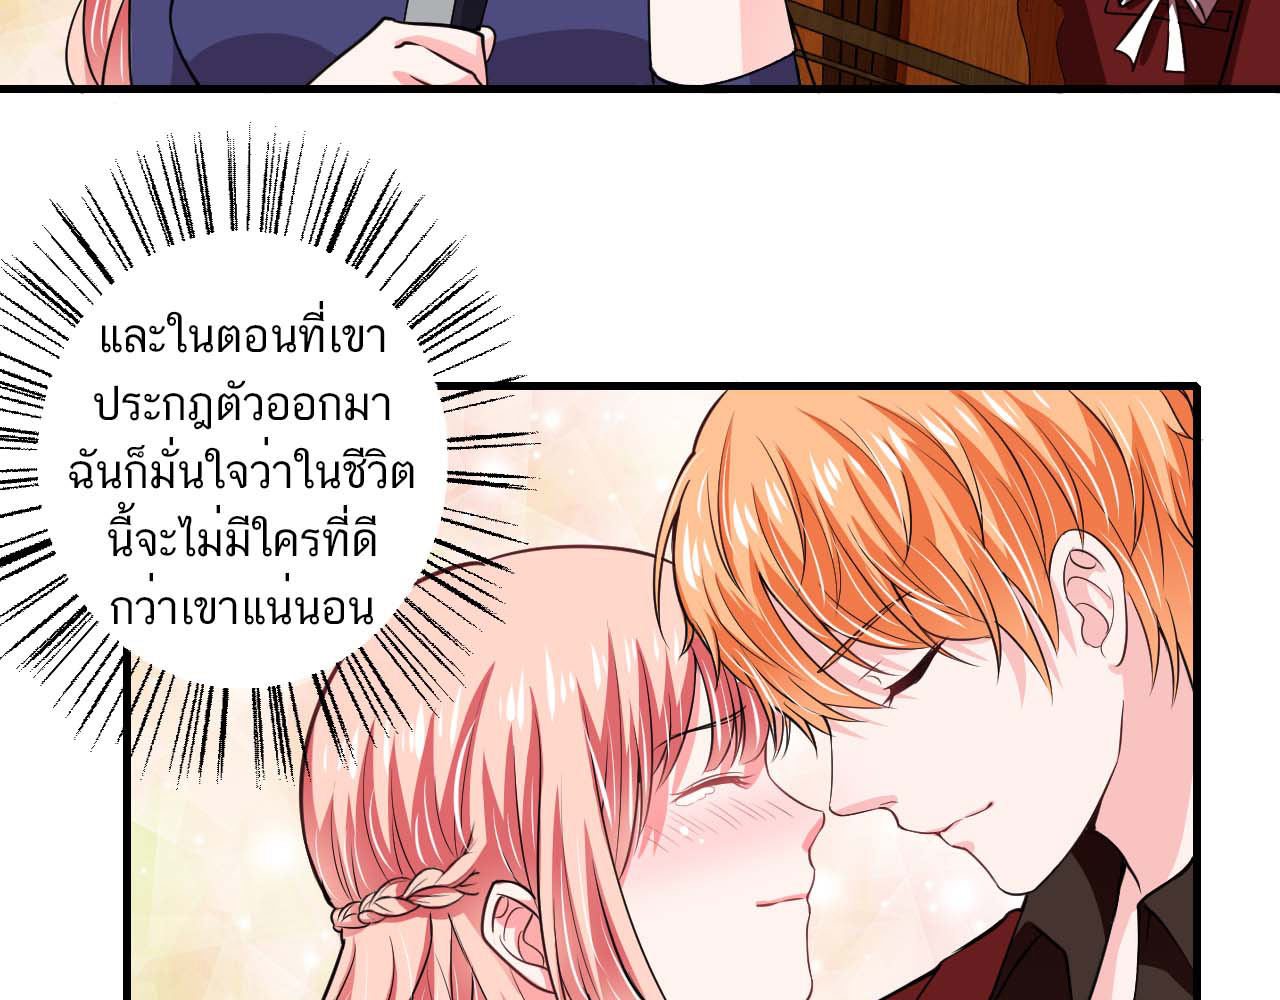 และในตอนที่เขา
ประกฎตัวออกมา
ฉันก็มั่นใจว่าในชีวิต
นี้จะไม่มีใครที่ดี
กว่าเขาแน่นอน